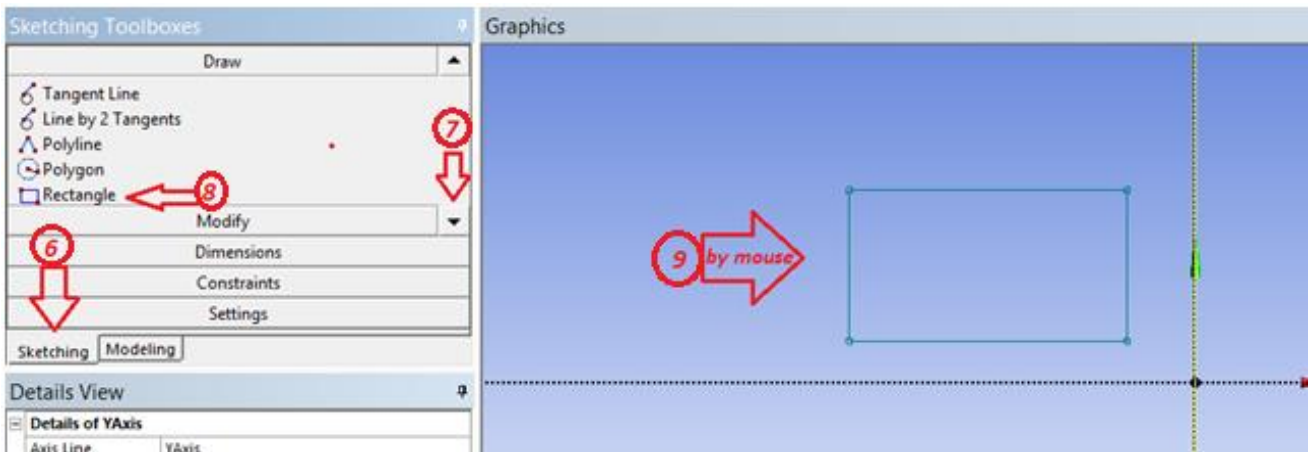 Sketching Toolboxes
Graphics
Draw
Tangent Line
Line by 2 Tangents
7
Polyline
Polygon
Rectangle
8
Modify
6
9 by mouse
Dimensions
Constraints
Settings
Sketching Modeling
Details View
Details of YAxis
Axis Line YAxis